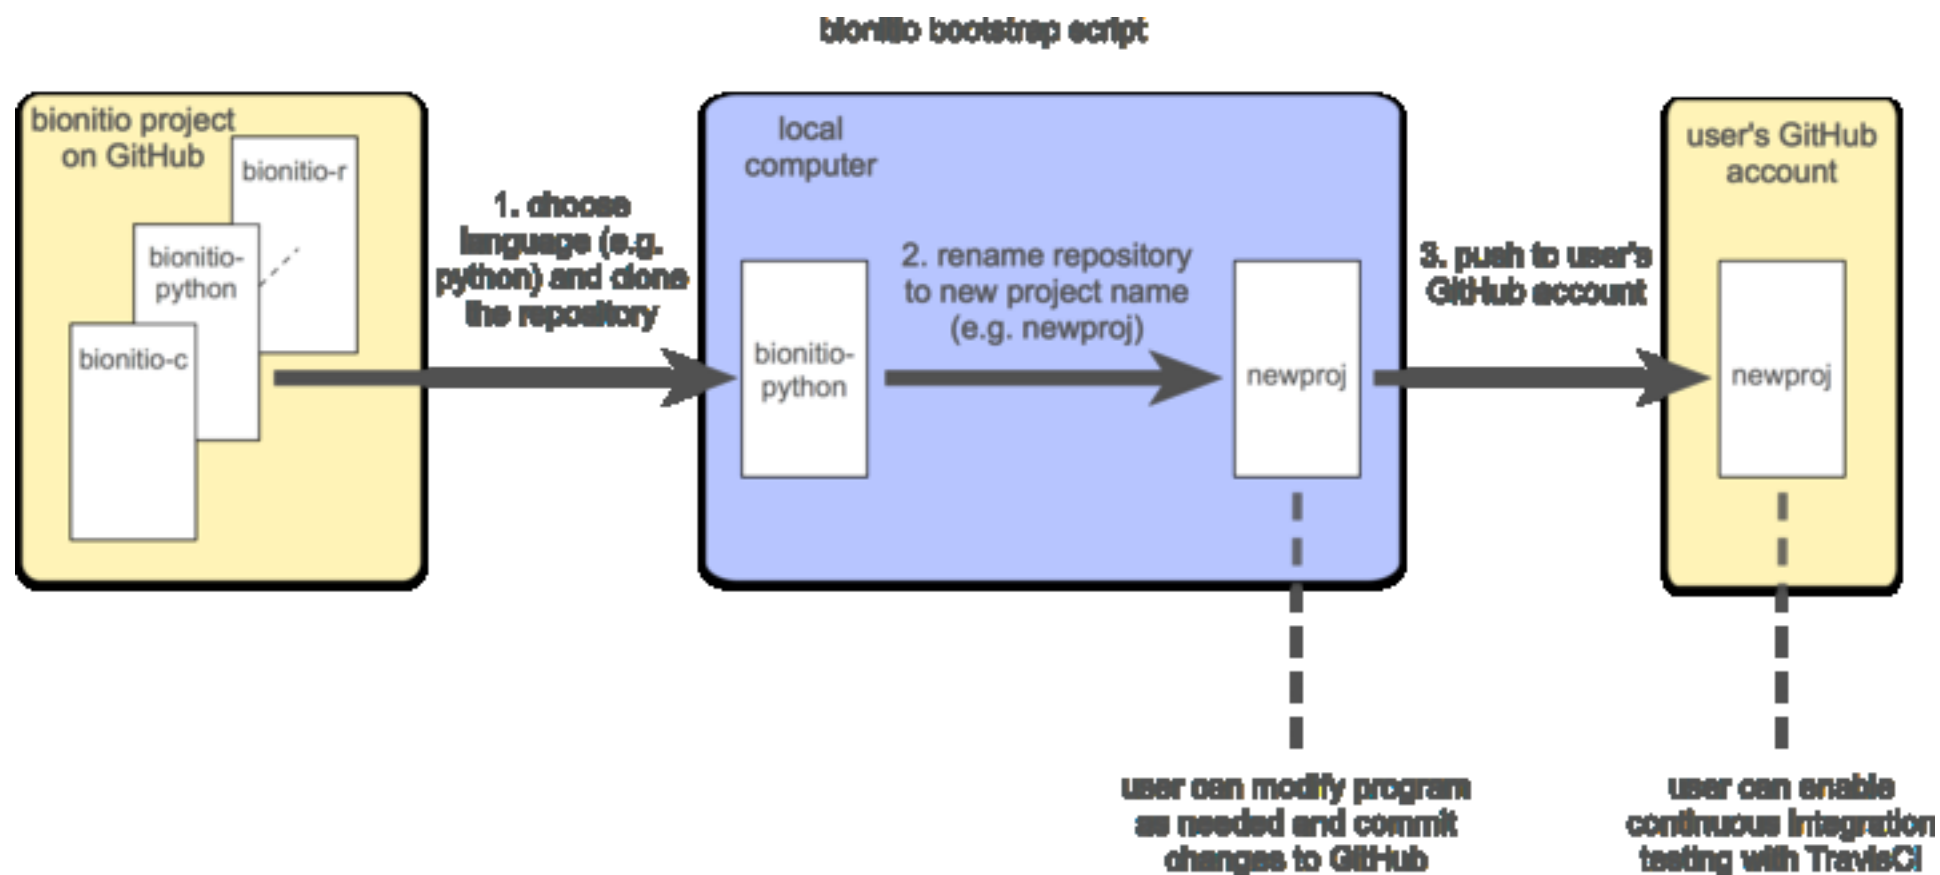 bionitio bootstrap script
bionitio project
on GitHub
bionitio-r
bionitio-
python
bionitio-c
1. choose
language (e.g.
python) and clone
the repository
local
computer
bionitio-
python
2. rename repository
to new project name
(e.g. newproj)
newproj
3. push to user's
GitHub account
user's GitHub
account
newproj
user can modify program
as needed and commit
changes to GitHub
user can enable
continuous integration
testing with TravisCI